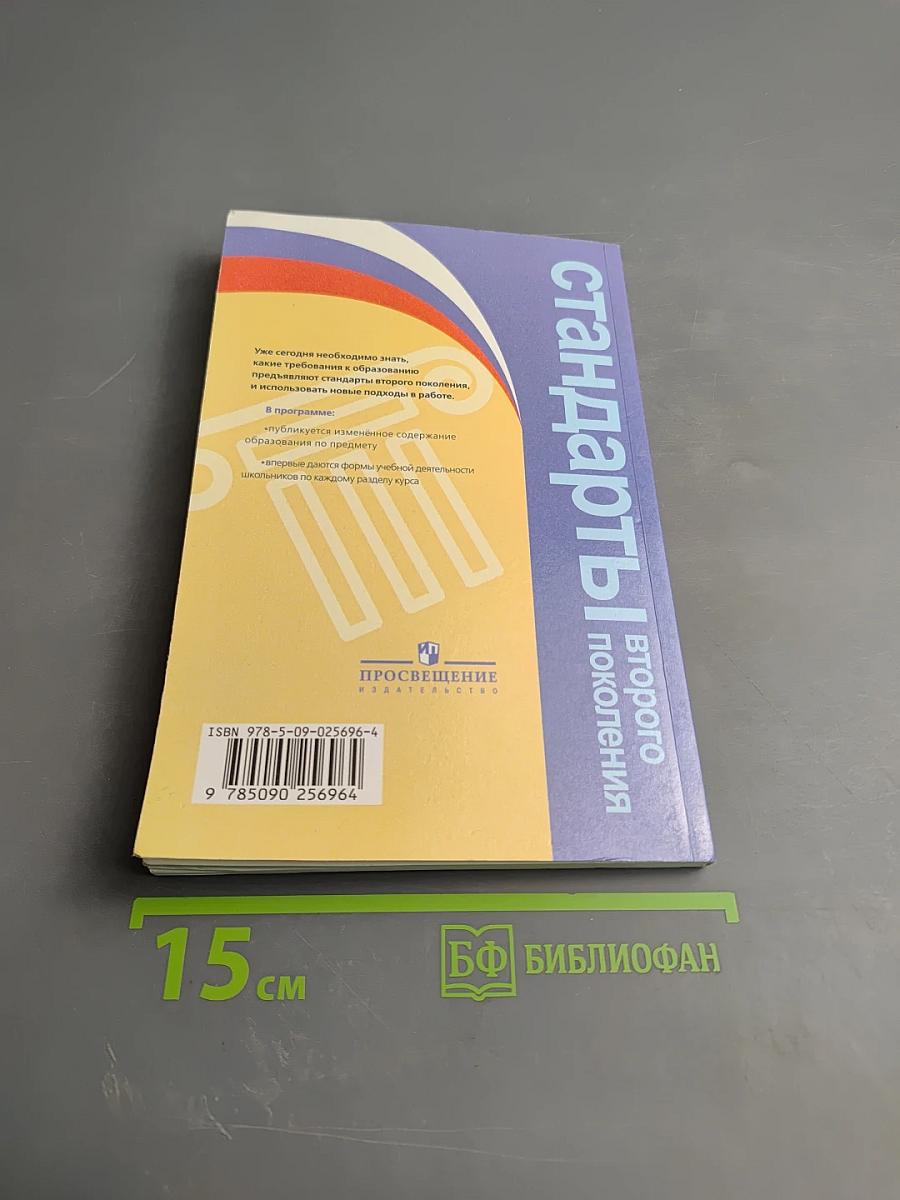 Уже сегодня необходимо знать,
какие требования к образованию
предъявляют стандарты второго поколения,
и использовать новые подходы в работе.
В программе:
•публикуется изменённое содержание
образования по предмету
•впервые даются формы учебной деятельности
школьников по каждому разделу курса
ИП
ПРОСВЕЩЕНИЕ
ИЗДАТЕЛЬСТВО
ISBN 978-5-09-025696-4
9 785090 256964
стандарты
второго
поколения
15 см
БФ БИБЛИОФАН